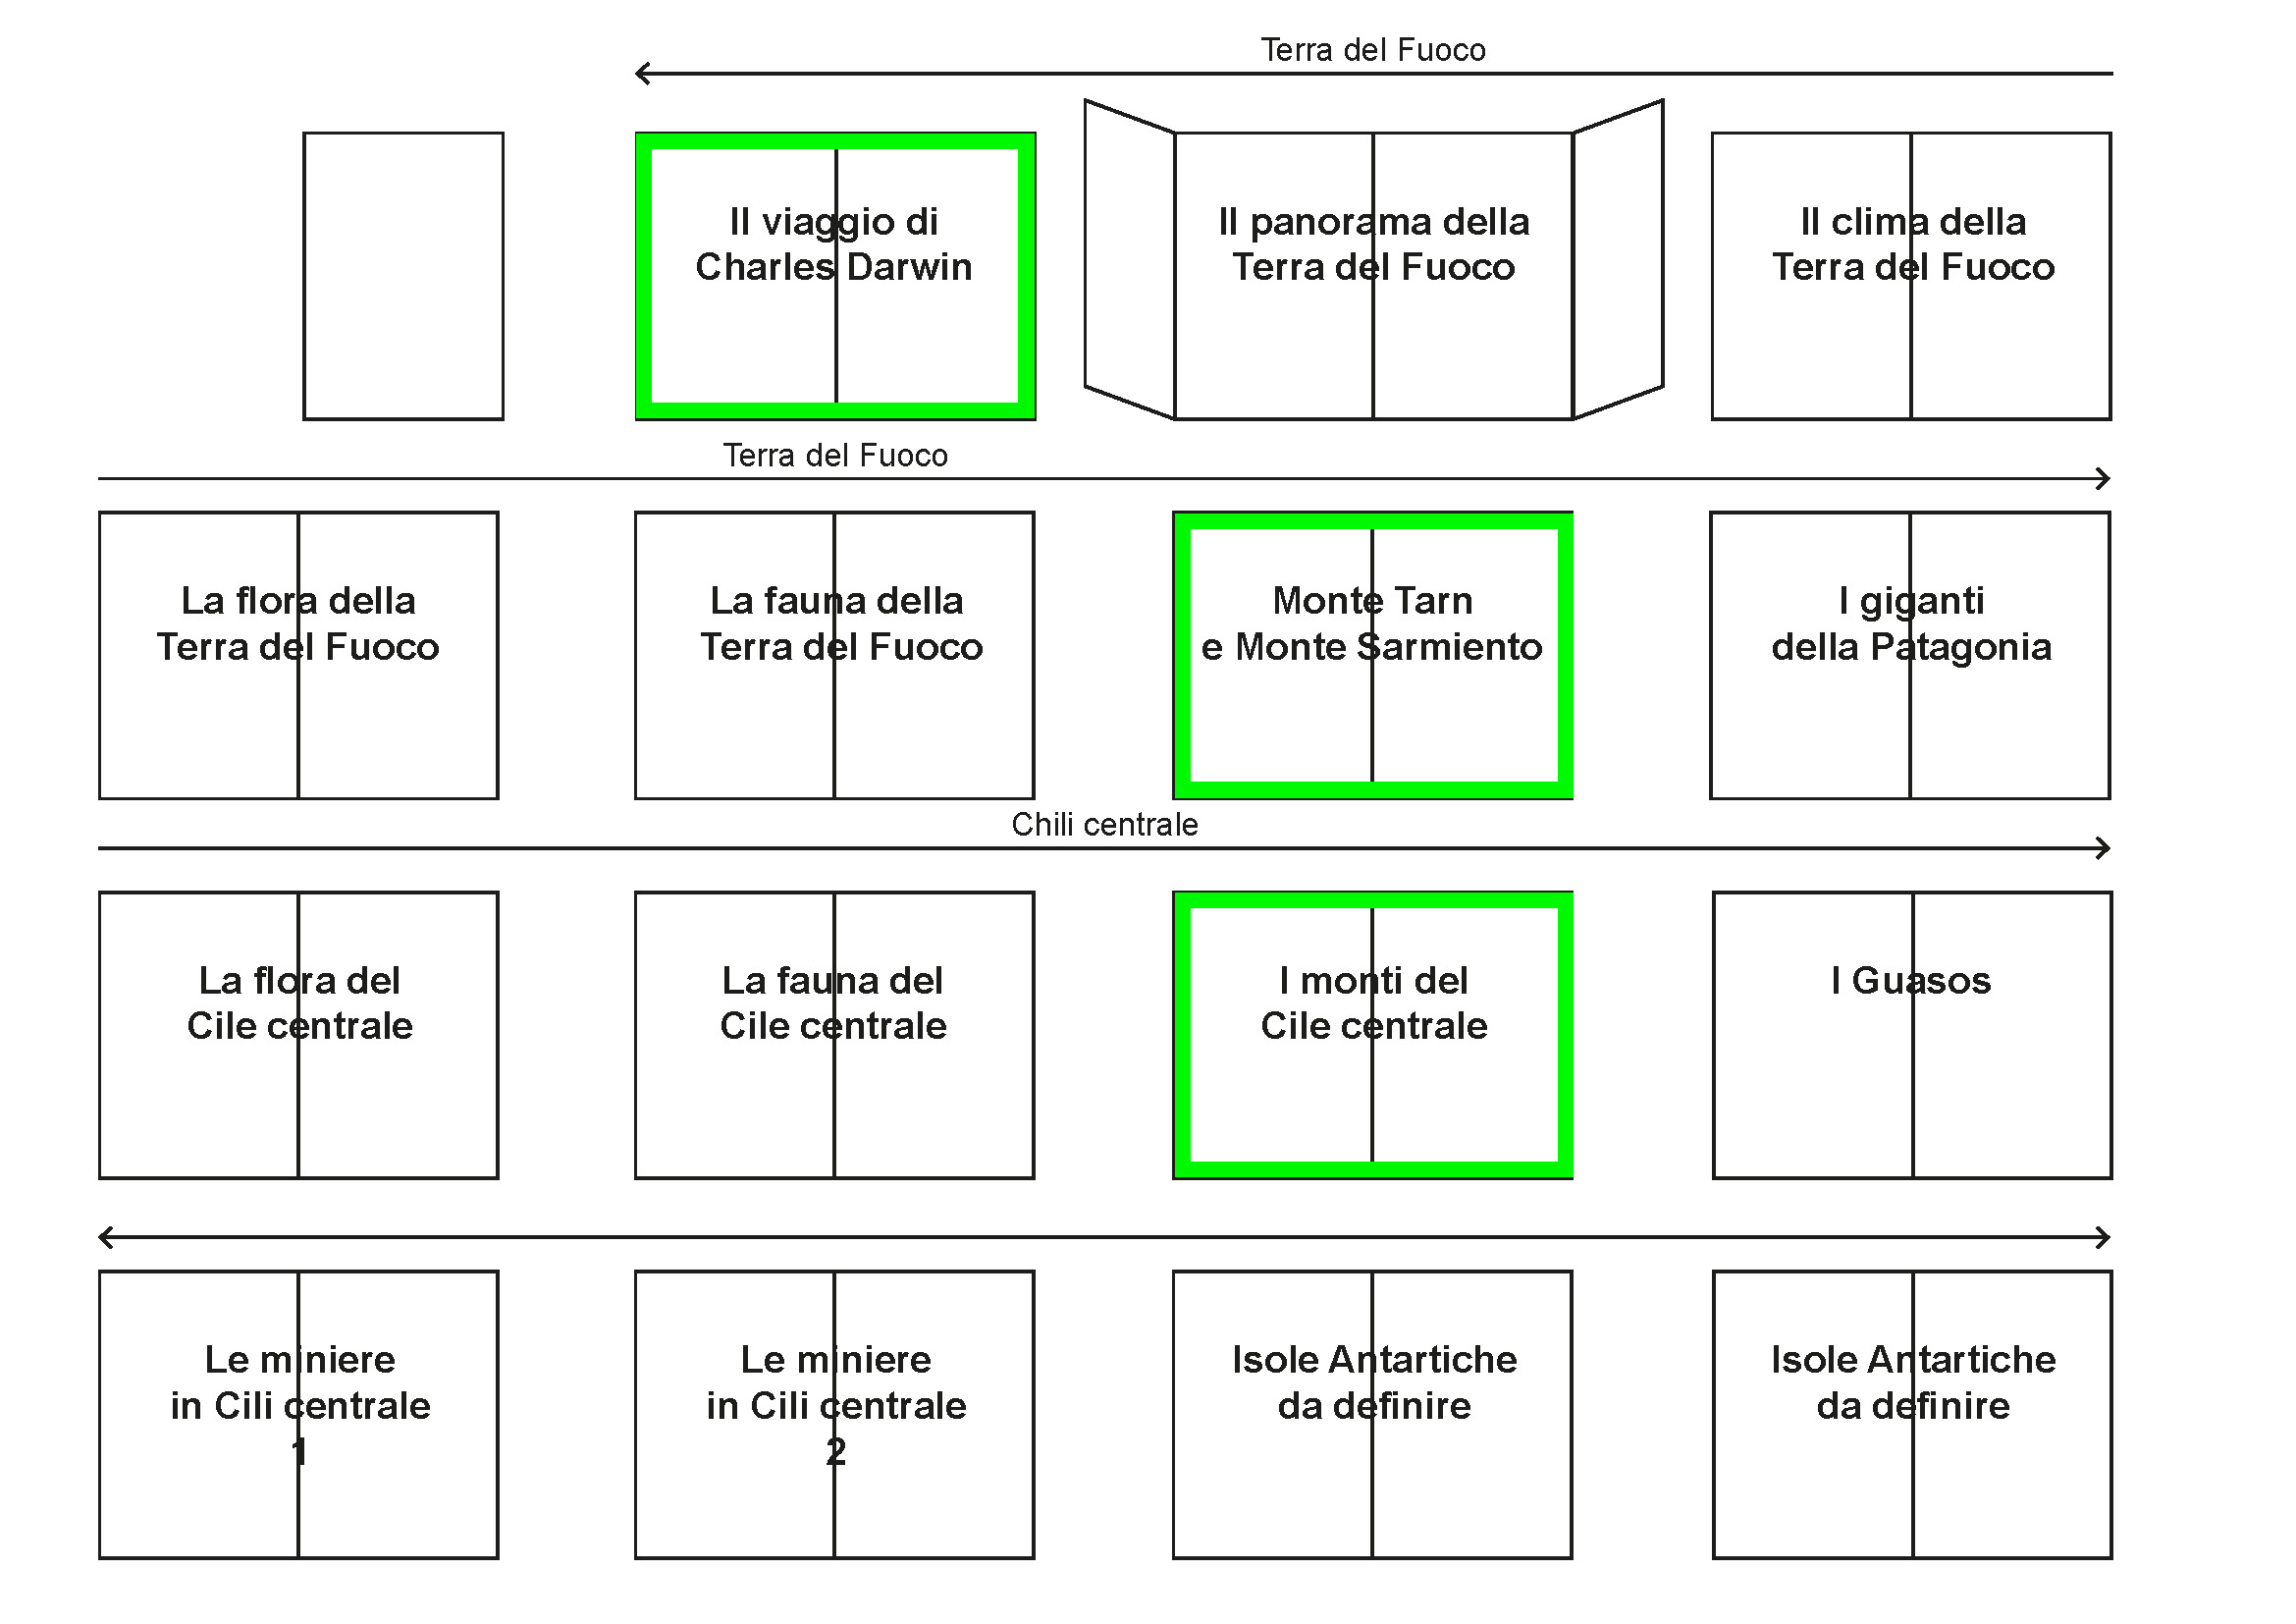 Terra del Fuoco
Il viaggio di
Charles Darwin
Il panorama della
Terra del Fuoco
Il clima della
Terra del Fuoco
Terra del Fuoco
La flora della
Terra del Fuoco
La fauna della
Terra del Fuoco
Monte Tarn
e Monte Sarmiento
I giganti
della Patagonia
Chili centrale
La flora del
Cile centrale
La fauna del
Cile centrale
I monti del
Cile centrale
I Guasos
Le miniere
in Cili centrale
1
Le miniere
in Cili centrale
2
Isole Antartiche
da definire
Isole Antartiche
da definire